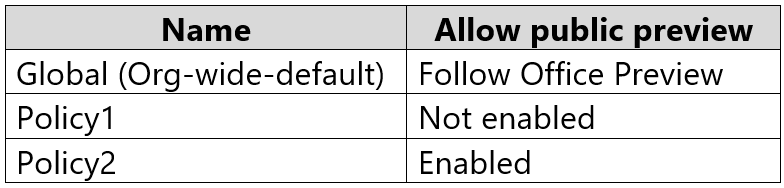 Name Allow public preview
Global (Org-wide-default) Follow Office Preview
Policy1 Not enabled
Policy2 Enabled